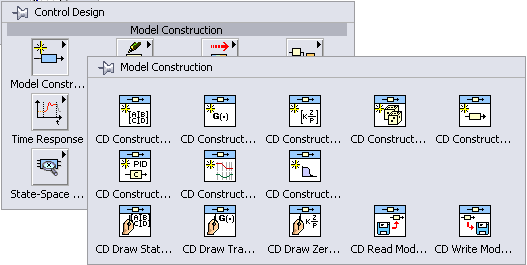 Control Design
Model Construction
Model Constr...
Model Construction
CD Construct... CD Construct... CD Construct... CD Construct... CD Construct...
Time Response
PID
C
CD Construct... CD Construct... CD Construct...
State-Space ...
CD Draw Stat... CD Draw Tra... CD Draw Zer... CD Read Mod... CD Write Mod...